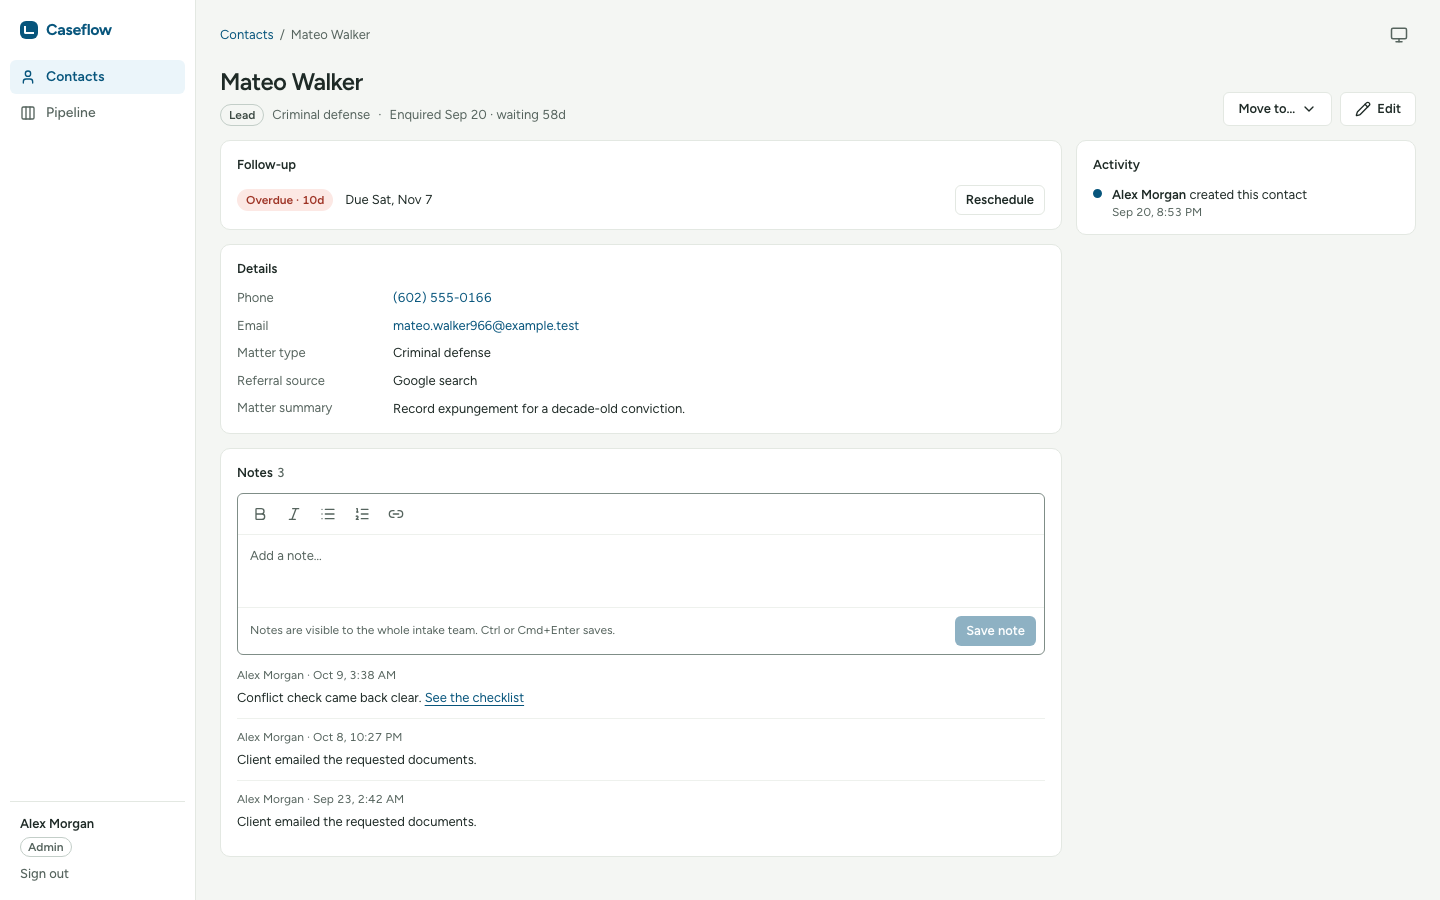 Caseflow
Contacts
Pipeline
Alex Morgan
Admin
Sign out
Contacts / Mateo Walker
Mateo Walker
Lead Criminal defense · Enquired Sep 20 · waiting 58d
Move to...
Edit
Follow-up
Overdue · 10d Due Sat, Nov 7
Reschedule
Details
Phone (602) 555-0166
Email mateo.walker966@example.test
Matter type Criminal defense
Referral source Google search
Matter summary Record expungement for a decade-old conviction.
Notes 3
Add a note...
Notes are visible to the whole intake team. Ctrl or Cmd+Enter saves.
Save note
Alex Morgan · Oct 9, 3:38 AM
Conflict check came back clear. See the checklist
Alex Morgan · Oct 8, 10:27 PM
Client emailed the requested documents.
Alex Morgan · Sep 23, 2:42 AM
Client emailed the requested documents.
Activity
Alex Morgan created this contact
Sep 20, 8:53 PM